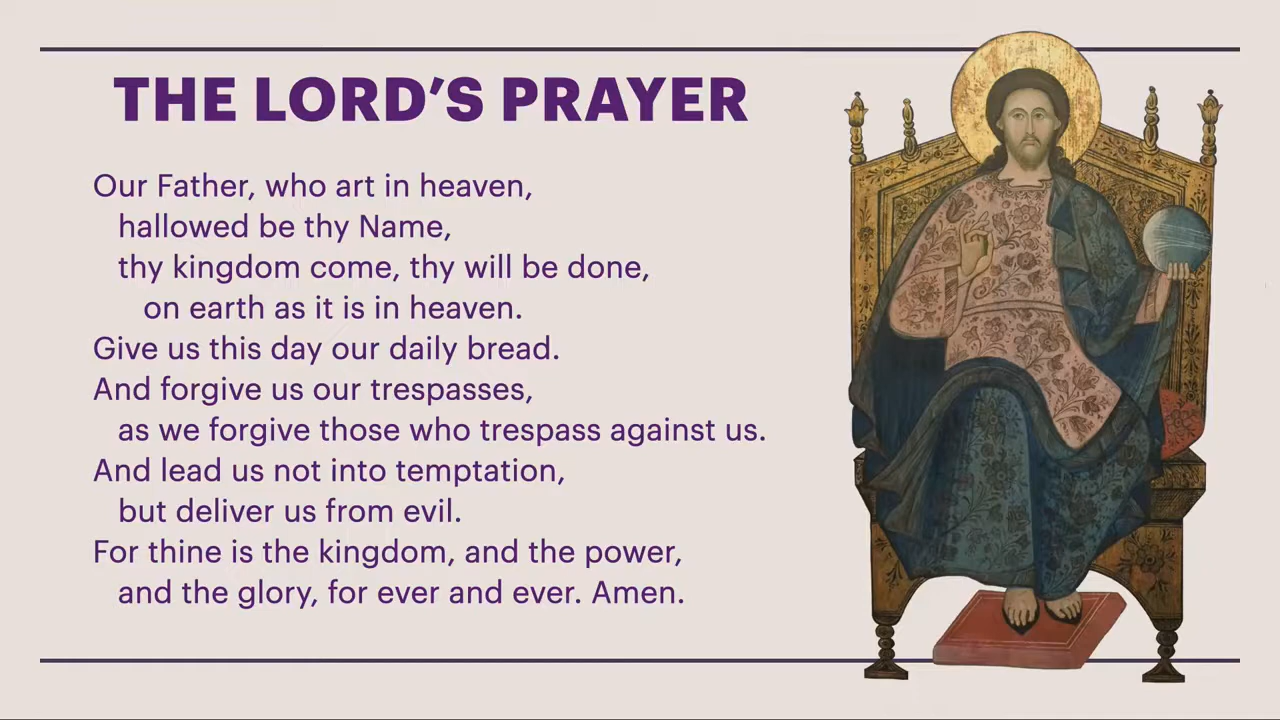 THE LORD’S PRAYER
Our Father, who art in heaven,
hallowed be thy Name,
thy kingdom come, thy will be done,
on earth as it is in heaven.
Give us this day our daily bread.
And forgive us our trespasses,
as we forgive those who trespass against us.
And lead us not into temptation,
but deliver us from evil.
For thine is the kingdom, and the power,
and the glory, for ever and ever. Amen.